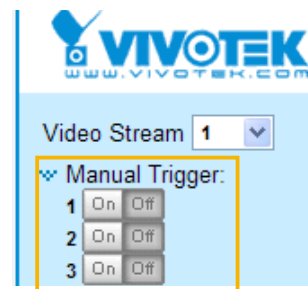 VIVOTEK
www.vivotek.com
Video Stream 1
Manual Trigger:
1 On Off
2 On Off
3 On Off